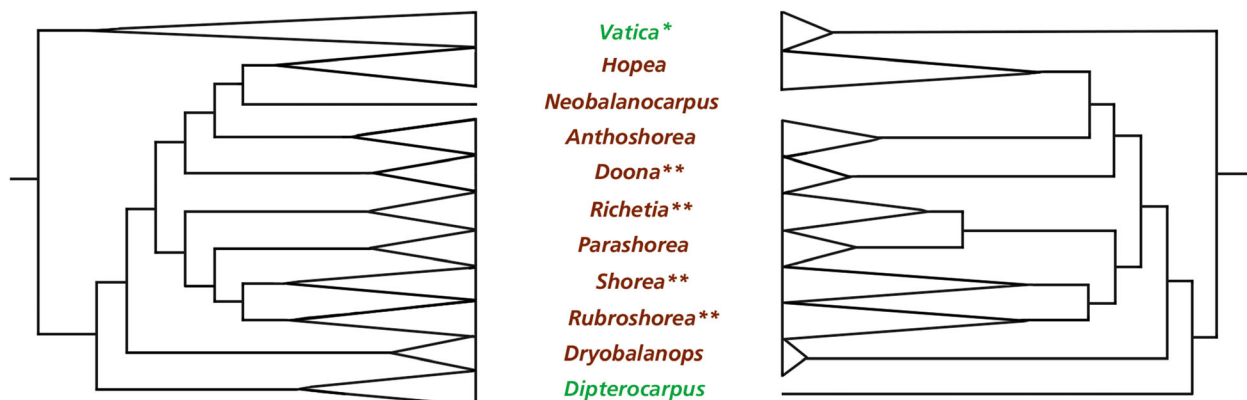 Vatica*
Hopea
Neobalanocarpus
Anthoshorea
Doona**
Richetia**
Parashorea
Shorea**
Rubroshorea**
Dryobalanops
Dipterocarpus